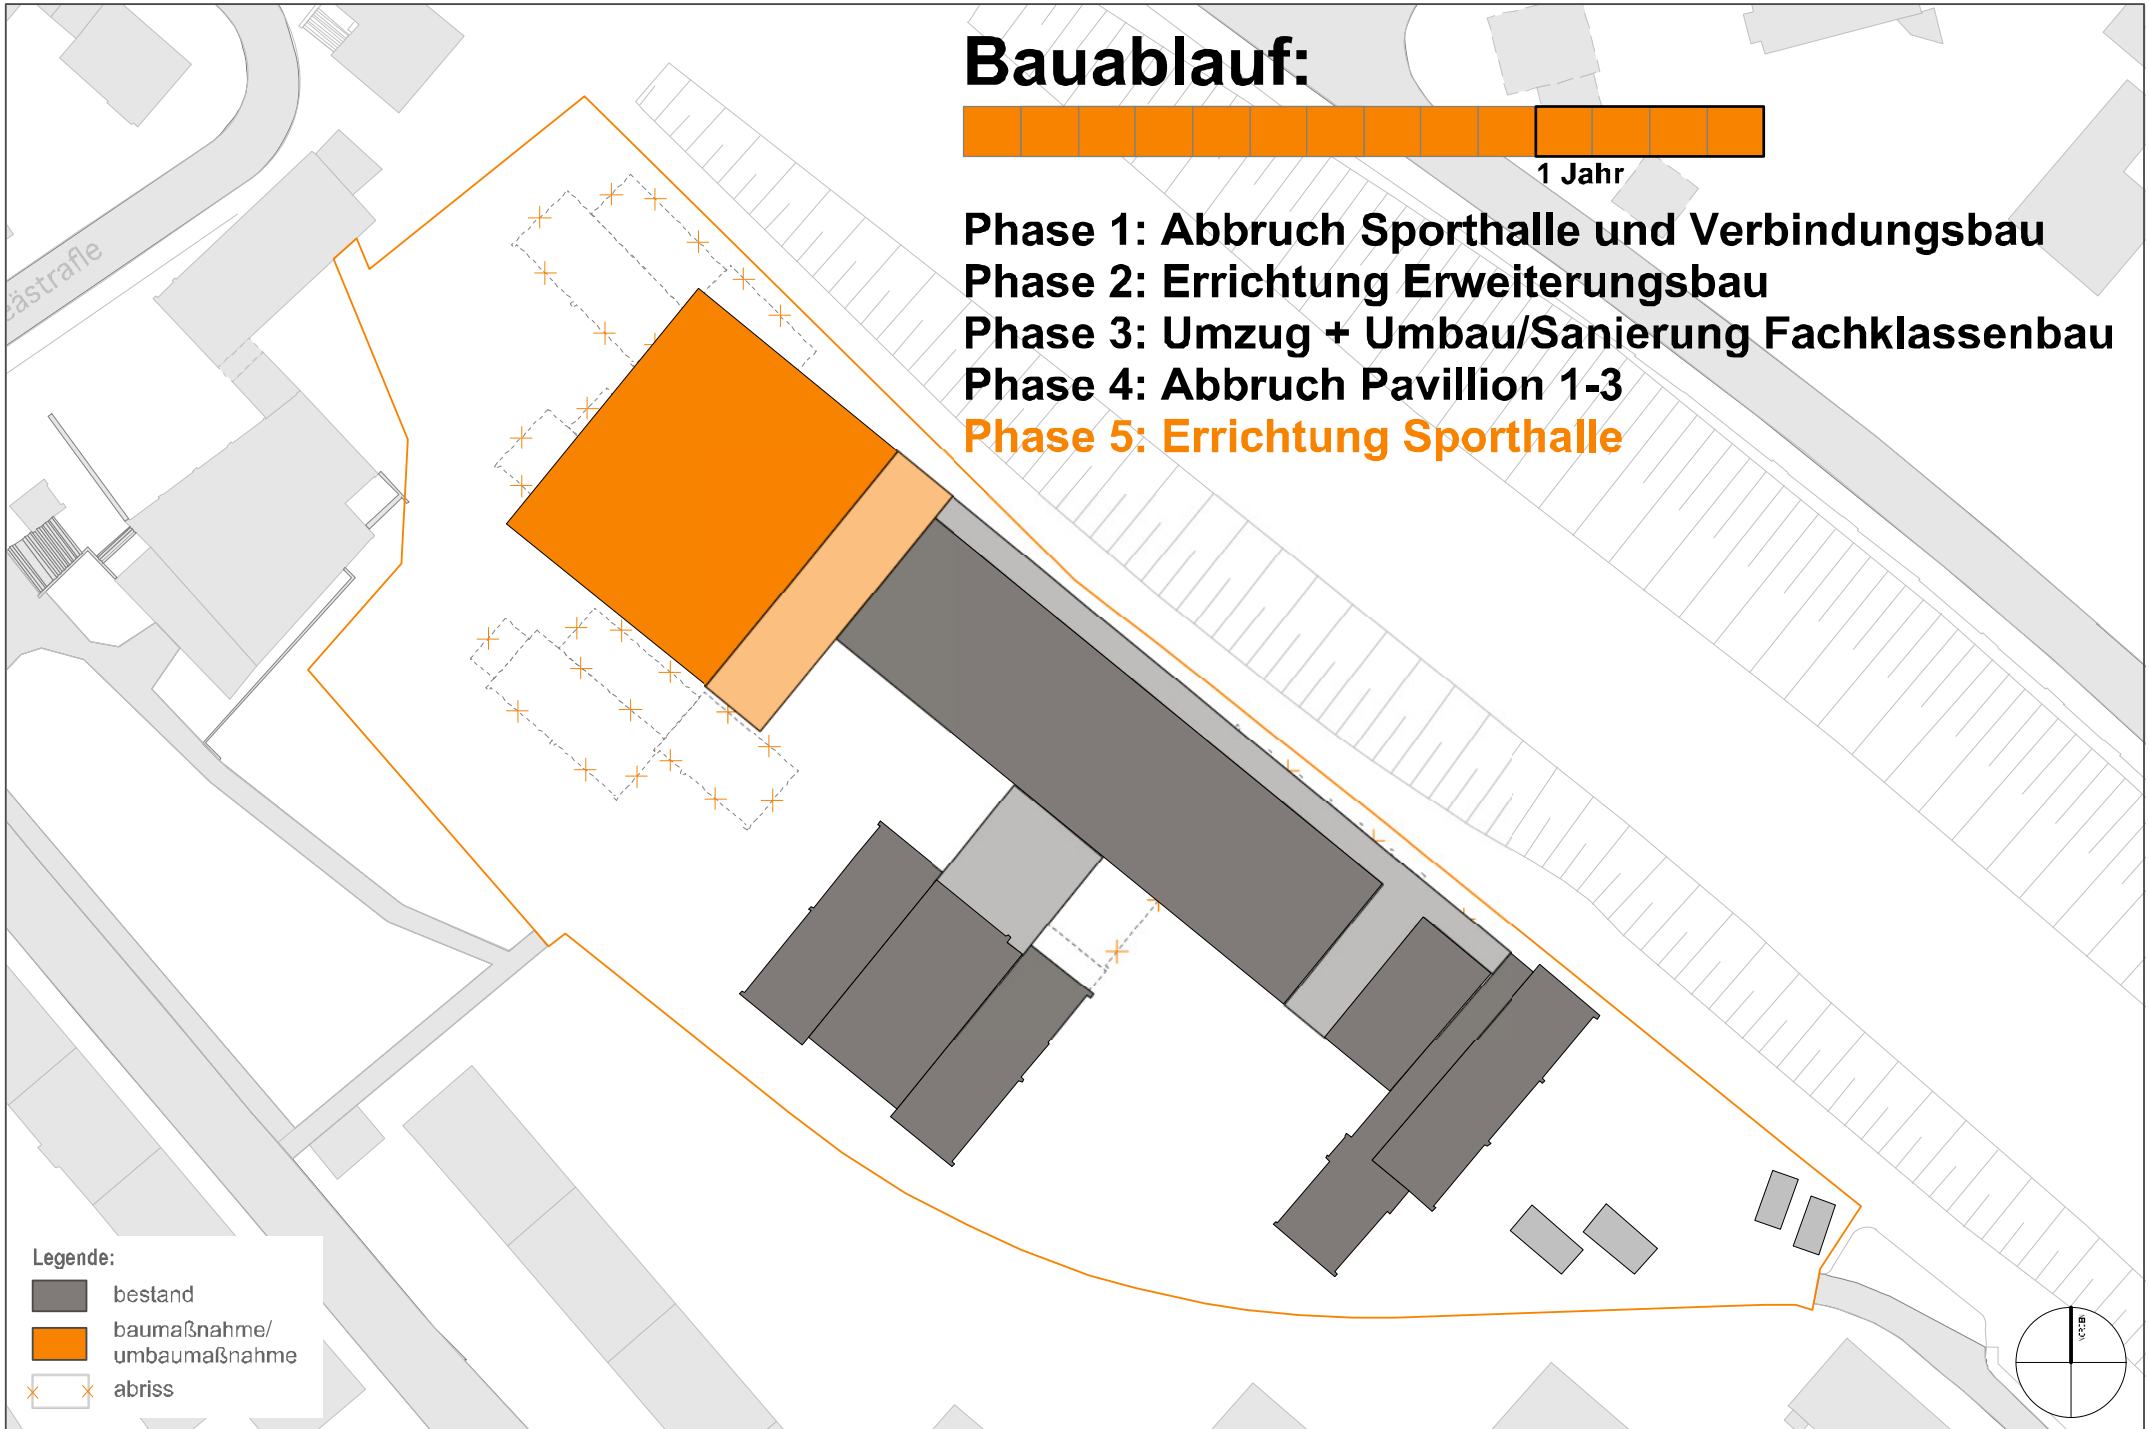 Bauablauf:
1 Jahr
Phase 1: Abbruch Sporthalle und Verbindungsbau
Phase 2: Errichtung Erweiterungsbau
Phase 3: Umzug + Umbau/Sanierung Fachklassenbau
Phase 4: Abbruch Pavillion 1-3
Phase 5: Errichtung Sporthalle
Legende:
bestand
baumaßnahme/
umbaumaßnahme
abriss
NORDEN